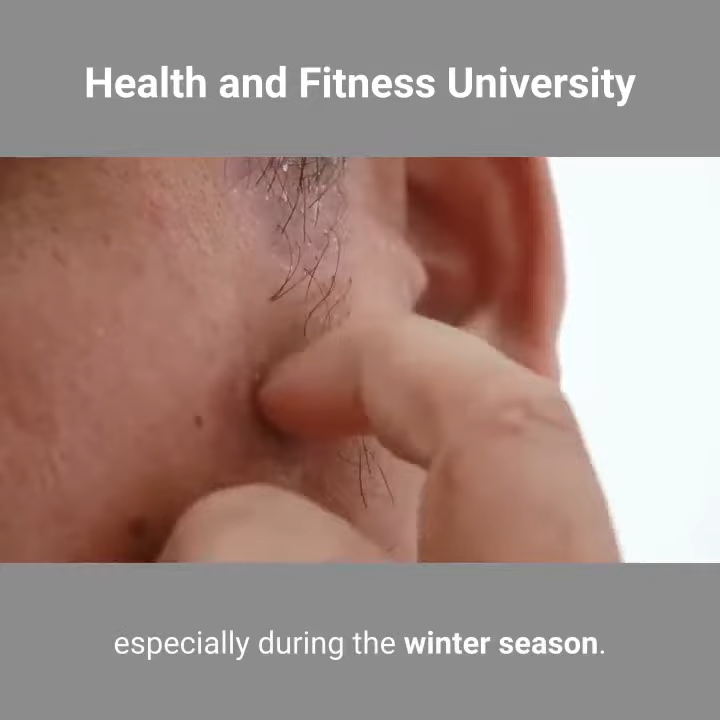 Health and Fitness University
especially during the winter season.